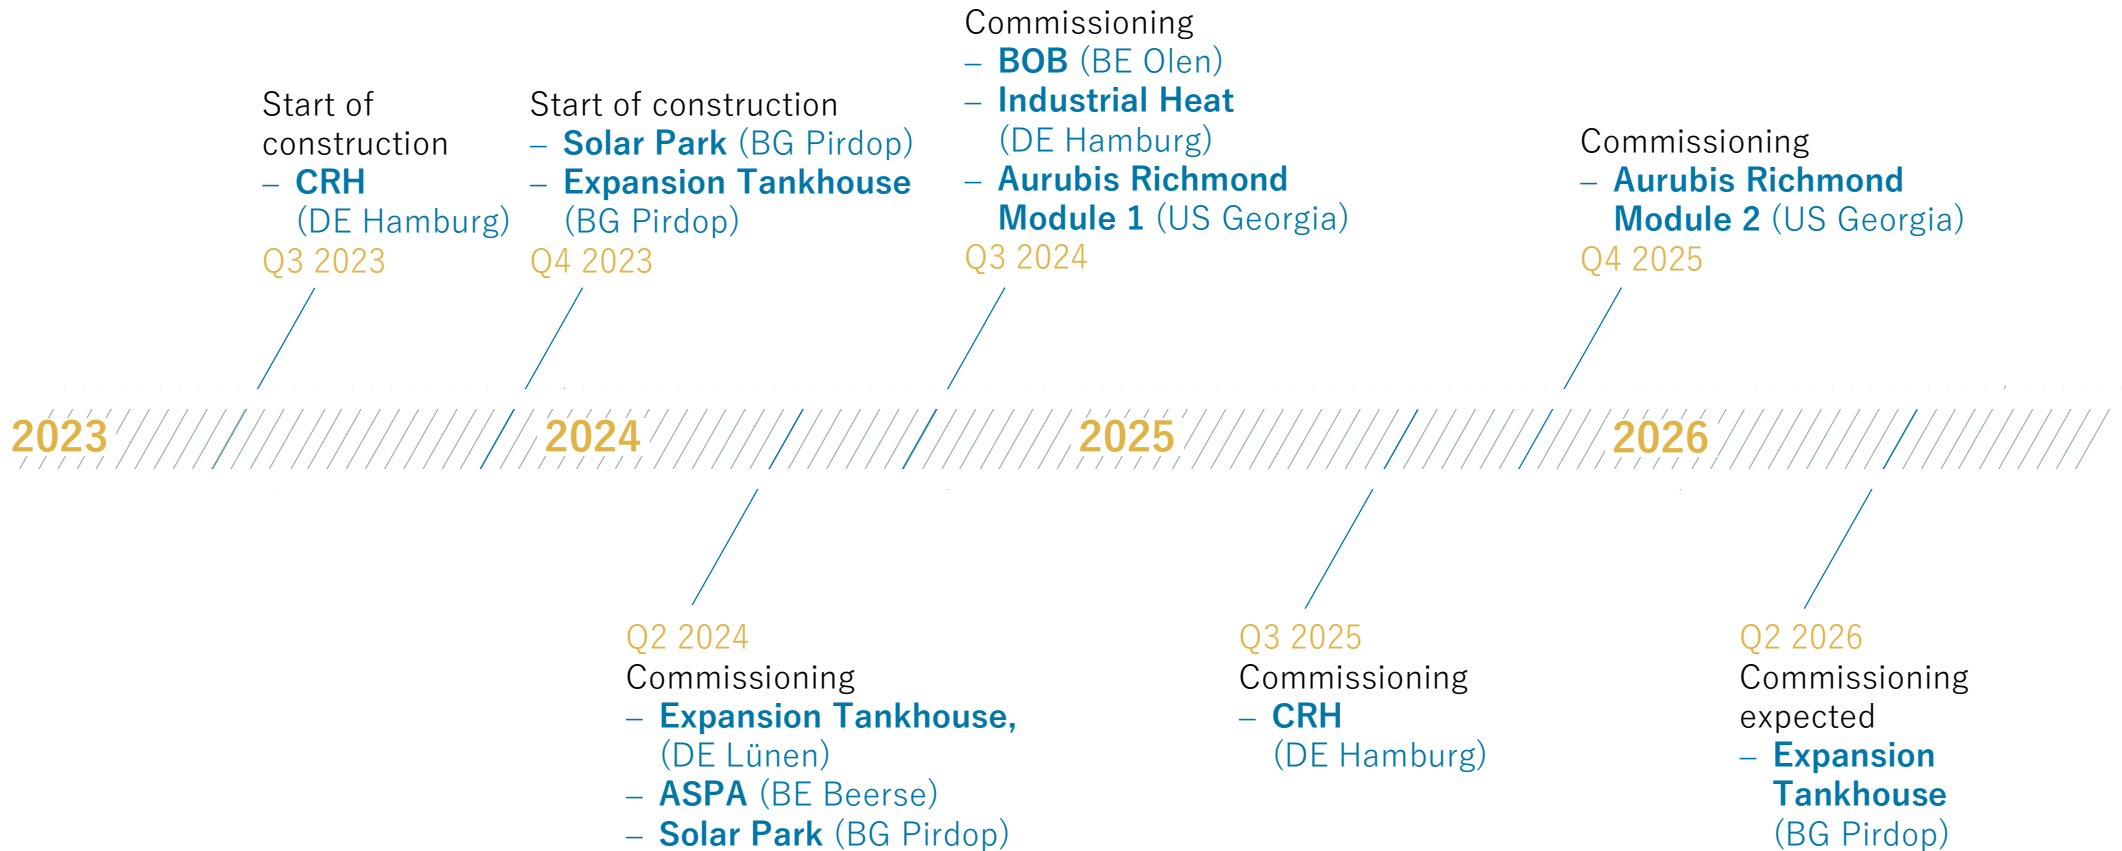 Start of
construction
– CRH
(DE Hamburg)
Q3 2023
Start of construction
– Solar Park (BG Pirdop)
– Expansion Tankhouse
(BG Pirdop)
Q4 2023
Commissioning
– BOB (BE Olen)
– Industrial Heat
(DE Hamburg)
– Aurubis Richmond
Module 1 (US Georgia)
Q3 2024
Commissioning
– Aurubis Richmond
Module 2 (US Georgia)
Q4 2025
2023
2024
2025
2026
Q2 2024
Commissioning
– Expansion Tankhouse,
(DE Lünen)
– ASPA (BE Beerse)
– Solar Park (BG Pirdop)
Q3 2025
Commissioning
– CRH
(DE Hamburg)
Q2 2026
Commissioning
expected
– Expansion
Tankhouse
(BG Pirdop)